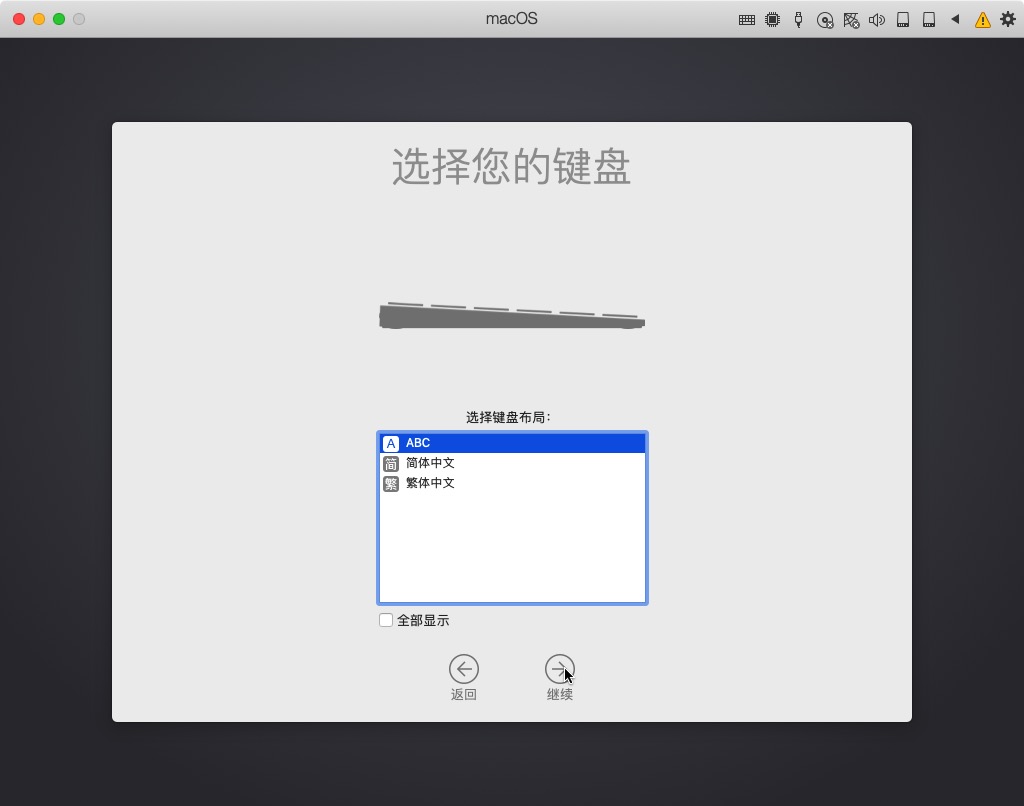 macOS
选择您的键盘
选择键盘布局：
A ABC
简 简体中文
繁 繁体中文
全部显示
返回
继续